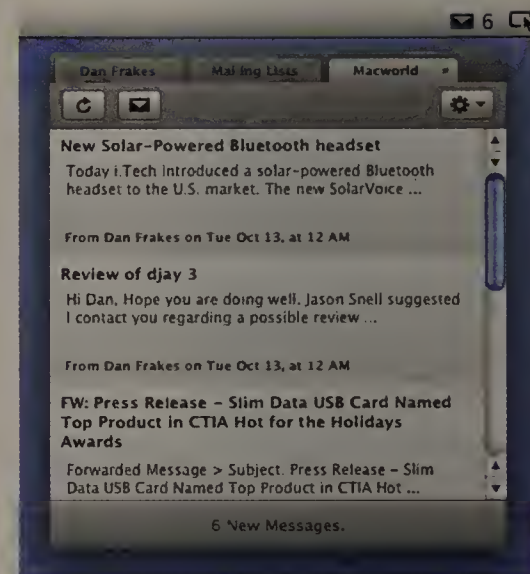 6
Dan Frakes Mailing Lists Macworld
New Solar-Powered Bluetooth headset
Today i.Tech introduced a solar-powered Bluetooth
headset to the U.S. market. The new SolarVoice ...
From Dan Frakes on Tue Oct 13, at 12 AM
Review of djay 3
Hi Dan, Hope you are doing well. Jason Snell suggested
I contact you regarding a possible review ...
From Dan Frakes on Tue Oct 13, at 12 AM
FW: Press Release – Slim Data USB Card Named
Top Product in CTIA Hot for the Holidays
Awards
Forwarded Message > Subject. Press Release – Slim
Data USB Card Named Top Product in CTIA Hot ...
6 New Messages.